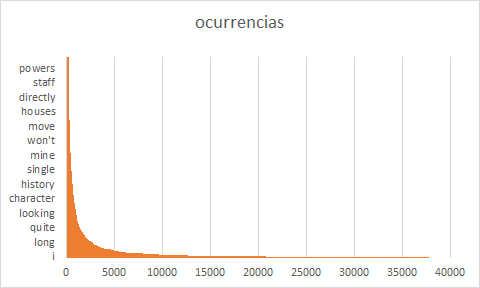 ocurrencias
powers
staff
directly
houses
move
won't
mine
single
history
character
looking
quite
long
i
0 5000 10000 15000 20000 25000 30000 35000 40000